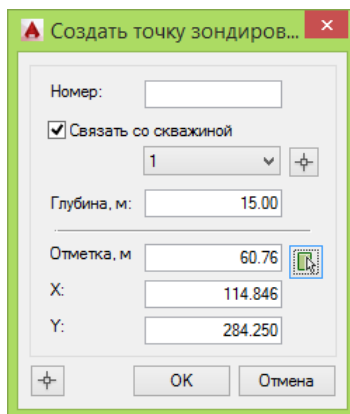 Создать точку зондиров...
Номер:
Связать со скважиной
1
Глубина, м: 15.00
Отметка, м 60.76
X: 114.846
Y: 284.250
OK Отмена